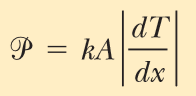 𝒫 = kA |dT/dx|